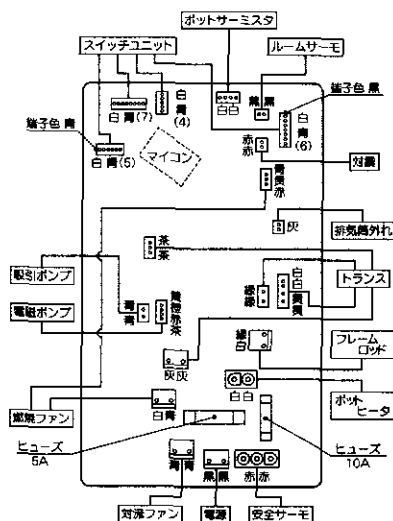 スイッチユニット
ポットサーミスタ
ルームサーモ
端子色 黒
白
青
(4)
白白
黒黒
白
青
(6)
端子色 青
白 青(7)
白 青(5)
マイコン
赤
赤
対震
青
黄
赤
灰
排気筒外れ
茶
茶
吸引ポンプ
電磁ポンプ
青
青
黄
橙
赤
茶
緑
緑
白
白
黄
黄
トランス
灰灰
緑
白
フレーム
ロッド
燃焼ファン
白青
白白
ポット
ヒータ
ヒューズ
5A
ヒューズ
10A
青青
黒黒
赤赤
対流ファン
電源
安全サーモ